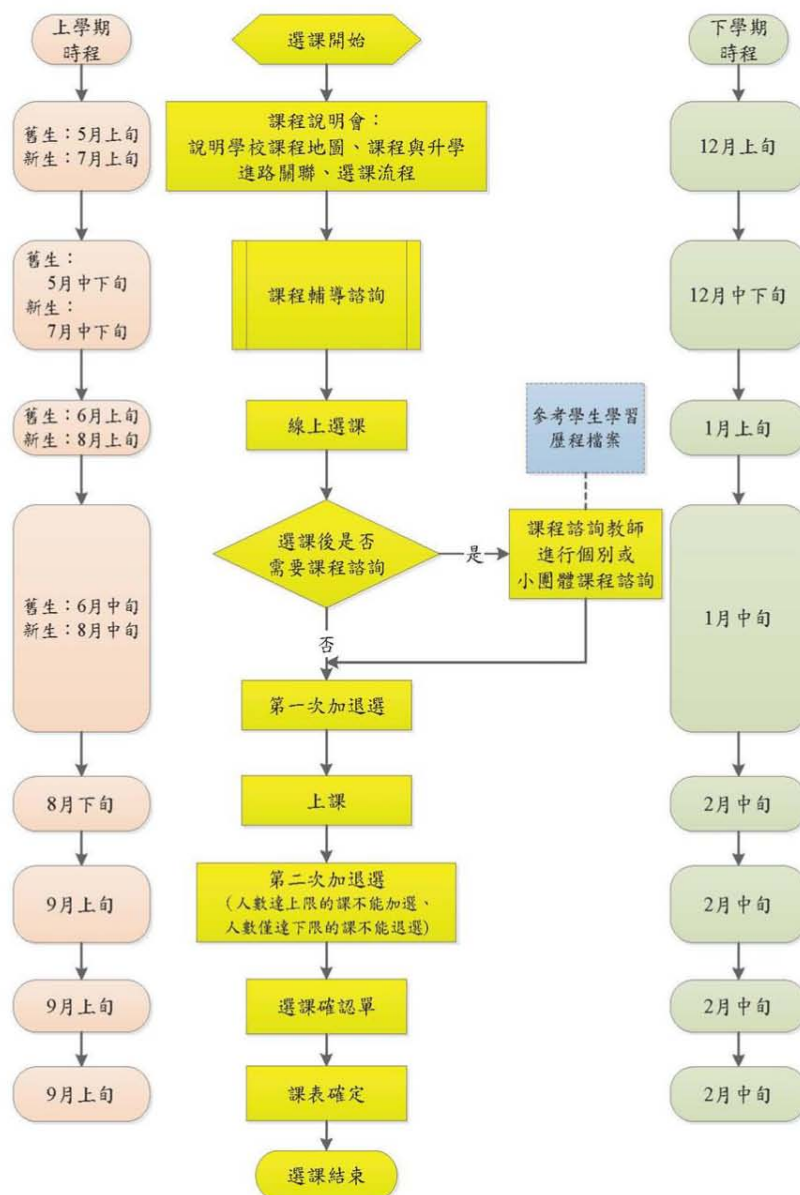 上學期
時程
選課開始
下學期
時程
舊生：5月上旬
新生：7月上旬
課程說明會：
說明學校課程地圖、課程與升學
進路關聯、選課流程
12月上旬
舊生：
5月中下旬
新生：
7月中下旬
課程輔導諮詢
12月中下旬
舊生：6月上旬
新生：8月上旬
線上選課
參考學生學習
歷程檔案
1月上旬
選課後是否
需要課程諮詢
是
課程諮詢教師
進行個別或
小團體課程諮詢
舊生：6月中旬
新生：8月中旬
1月中旬
否
第一次加退選
8月下旬
上課
2月中旬
9月上旬
第二次加退選
（人數達上限的課不能加選、
人數僅達下限的課不能退選）
2月中旬
9月上旬
選課確認單
2月中旬
9月上旬
課表確定
2月中旬
選課結束